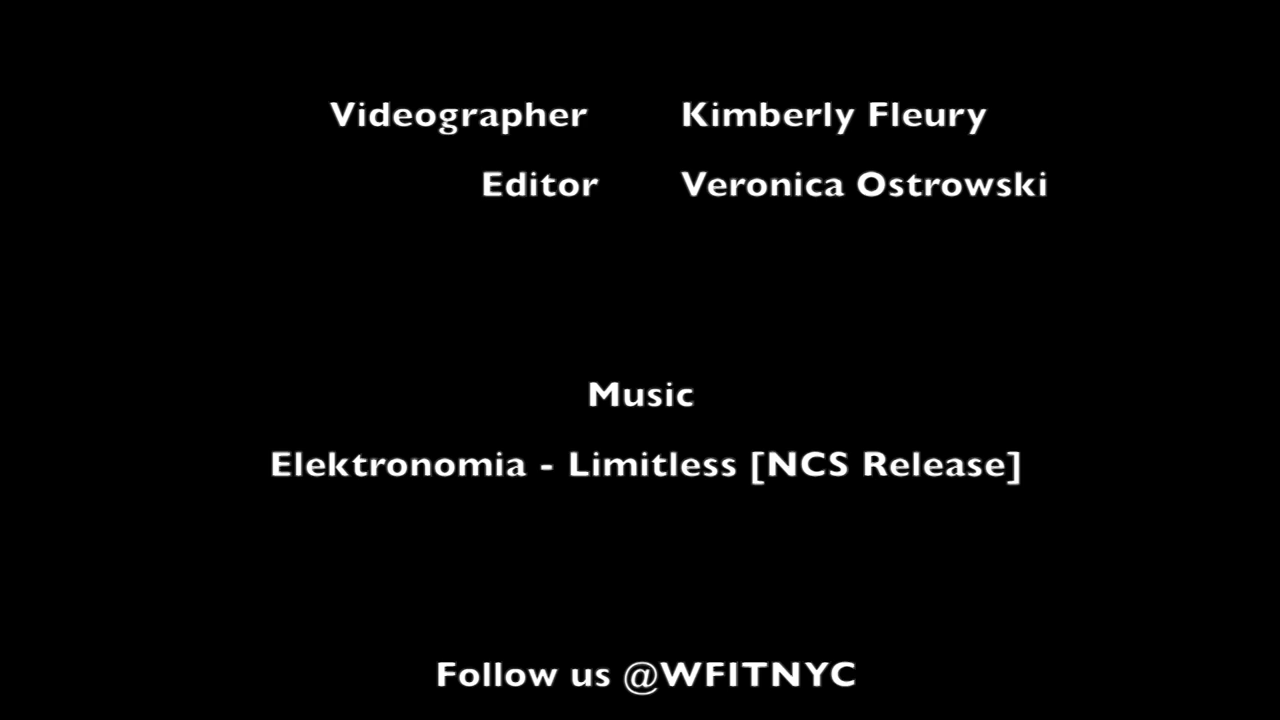 Videographer Kimberly Fleury
Editor Veronica Ostrowski
Music
Elektronomia - Limitless [NCS Release]
Follow us @WFITNYC